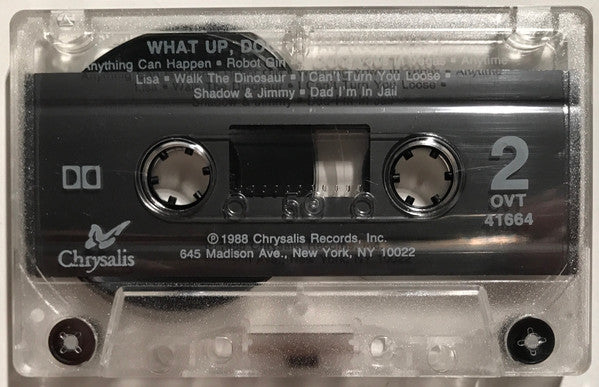 WHAT UP, DO
Anything Can Happen • Robot Girl Anytime
Lisa • Walk The Dinosaur • I Can't Turn You Loose •
Shadow & Jimmy • Dad I'm In Jail
2
OVT
41664
Chrysalis
℗ 1988 Chrysalis Records, Inc.
645 Madison Ave., New York, NY 10022